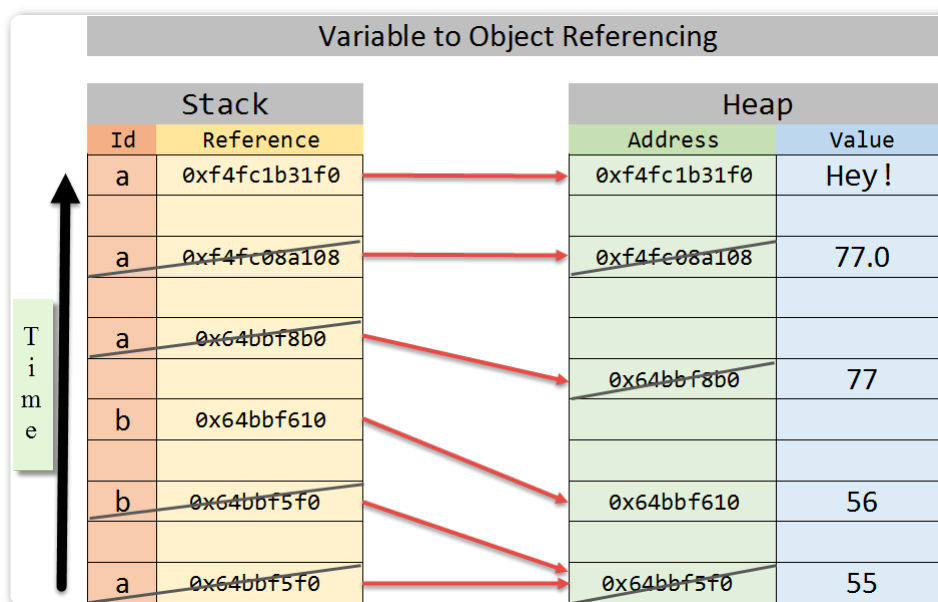 Variable to Object Referencing
Stack Heap
Id Reference Address Value
a 0xf4fc1b31f0 0xf4fc1b31f0 Hey!
a 0xf4fc08a108 0xf4fc08a108 77.0
a 0x64bbf8b0
0x64bbf8b0 77
b 0x64bbf610
b 0x64bbf5f0 0x64bbf610 56
a 0x64bbf5f0 0x64bbf5f0 55
T
i
m
e